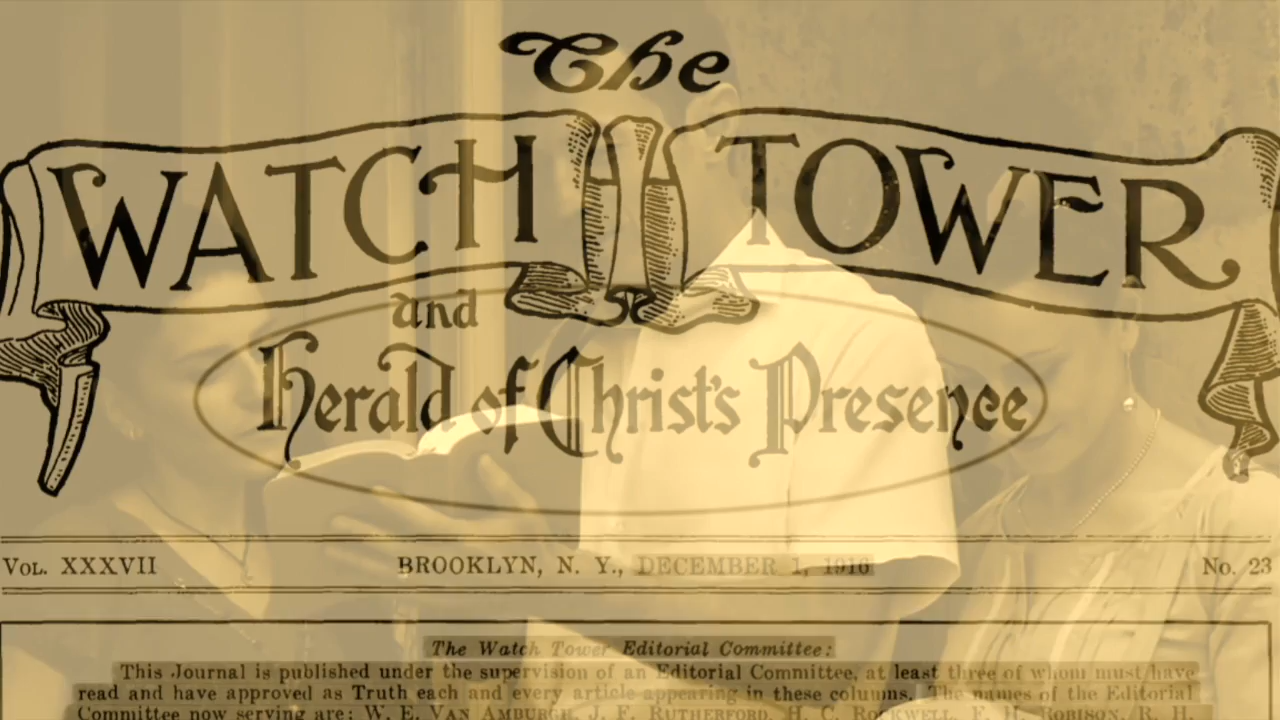 The
WATCH TOWER
and
Herald of Christ's Presence
VOL. XXXVII BROOKLYN, N. Y., DECEMBER 1, 1916 No. 23
The Watch Tower Editorial Committee:
This Journal is published under the supervision of an Editorial Committee, at least three of whom must have
read and have approved as Truth each and every article appearing in these columns. The names of the Editorial
Committee now serving are: W. E. VAN AMBURGH, J. F. RUTHERFORD, H. C. ROCKWELL, F. H. ROBISON, R. H.